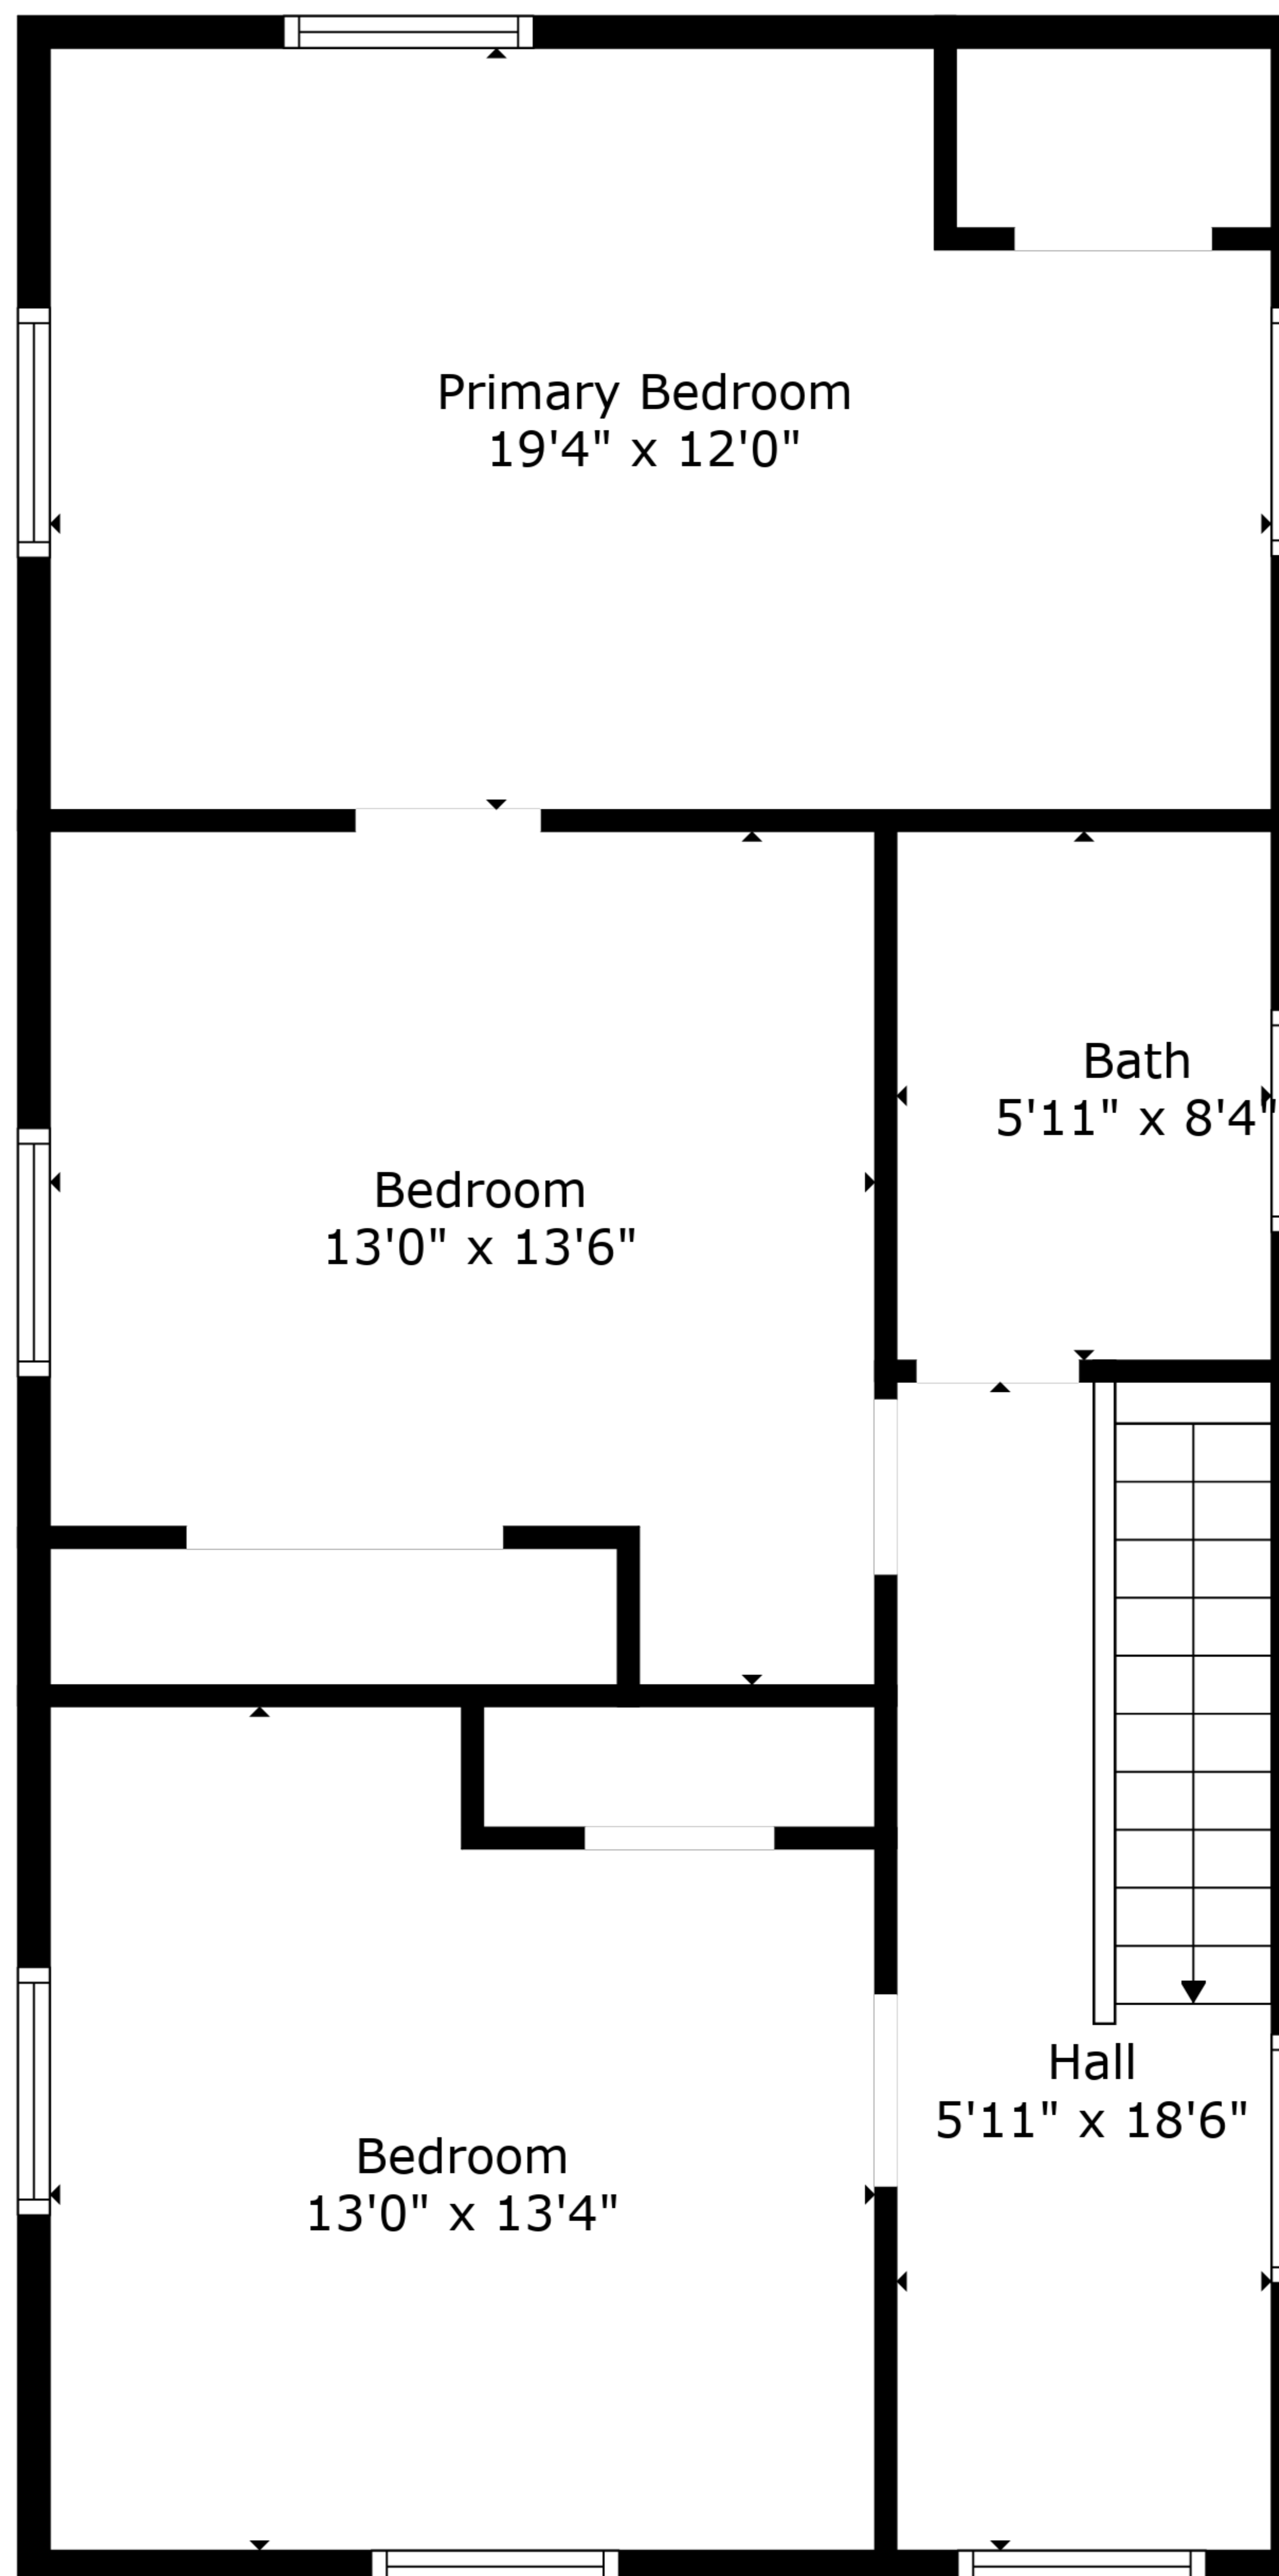 Primary Bedroom
19'4" x 12'0"
Bath
5'11" x 8'4"
Bedroom
13'0" x 13'6"
Hall
5'11" x 18'6"
Bedroom
13'0" x 13'4"